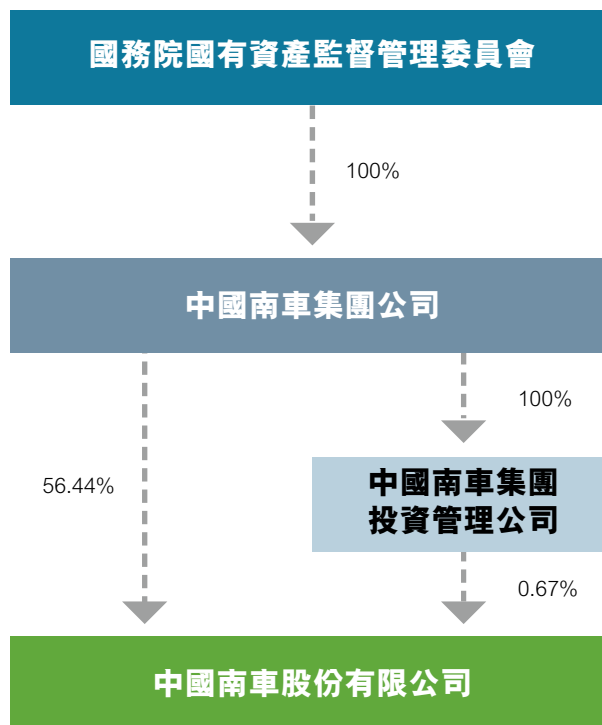 國務院國有資產監督管理委員會
100%
中國南車集團公司
100%
56.44%
中國南車集團
投資管理公司
0.67%
中國南車股份有限公司